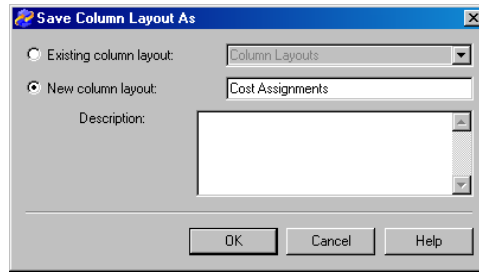 Save Column Layout As
Existing column layout: Column Layouts
New column layout: Cost Assignments
Description:
OK Cancel Help